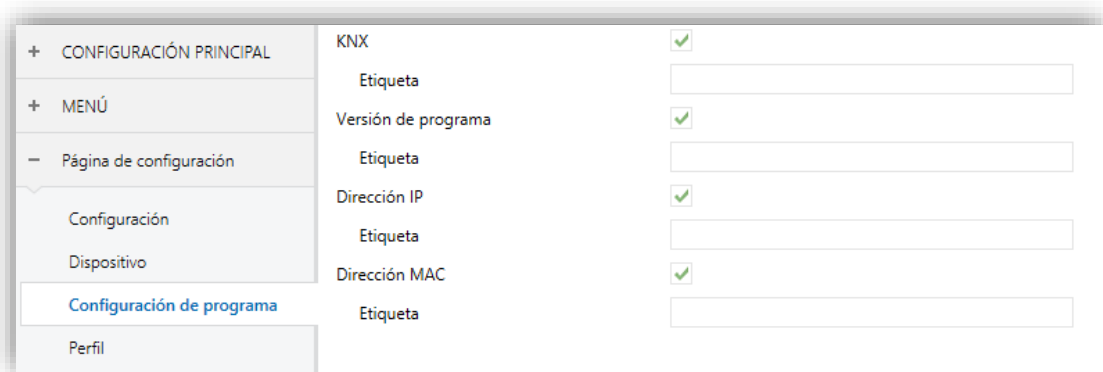 CONFIGURACIÓN PRINCIPAL
MENÚ
Página de configuración
Configuración
Dispositivo
Configuración de programa
Perfil
KNX
Etiqueta
Versión de programa
Etiqueta
Dirección IP
Etiqueta
Dirección MAC
Etiqueta